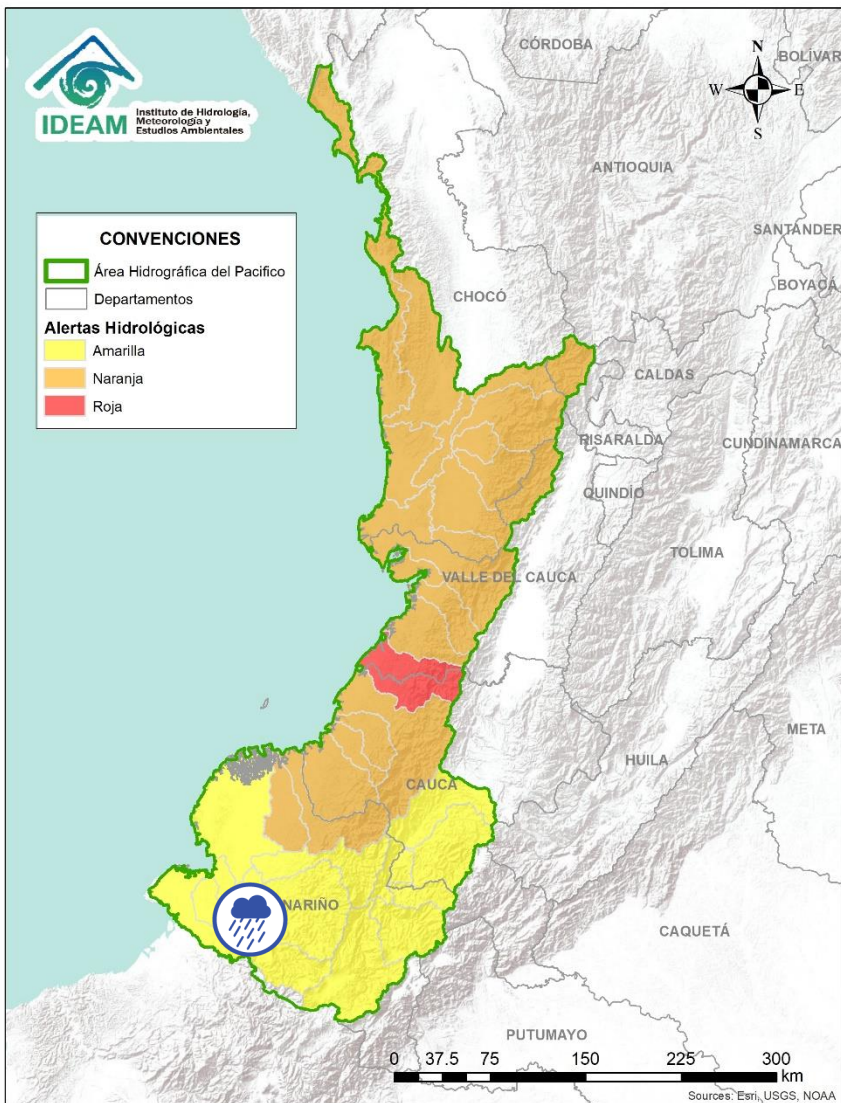 IDEAM
Instituto de Hidrología,
Meteorología y
Estudios Ambientales
CÓRDOBA
BOLÍVAR
N
W
E
S
ANTIOQUIA
SANTANDER
BOYACÁ
CONVENCIONES
Área Hidrográfica del Pacifico
Departamentos
Alertas Hidrológicas
Amarilla
Naranja
Roja
CHOCÓ
CALDAS
RISARALDA
CUNDINAMARCA
QUINDÍO
TOLIMA
VALLE DEL CAUCA
META
HUILA
CAUCA
NARIÑO
CAQUETÁ
PUTUMAYO
0 37.5 75 150 225 300
km
Sources: Esri, USGS, NOAA